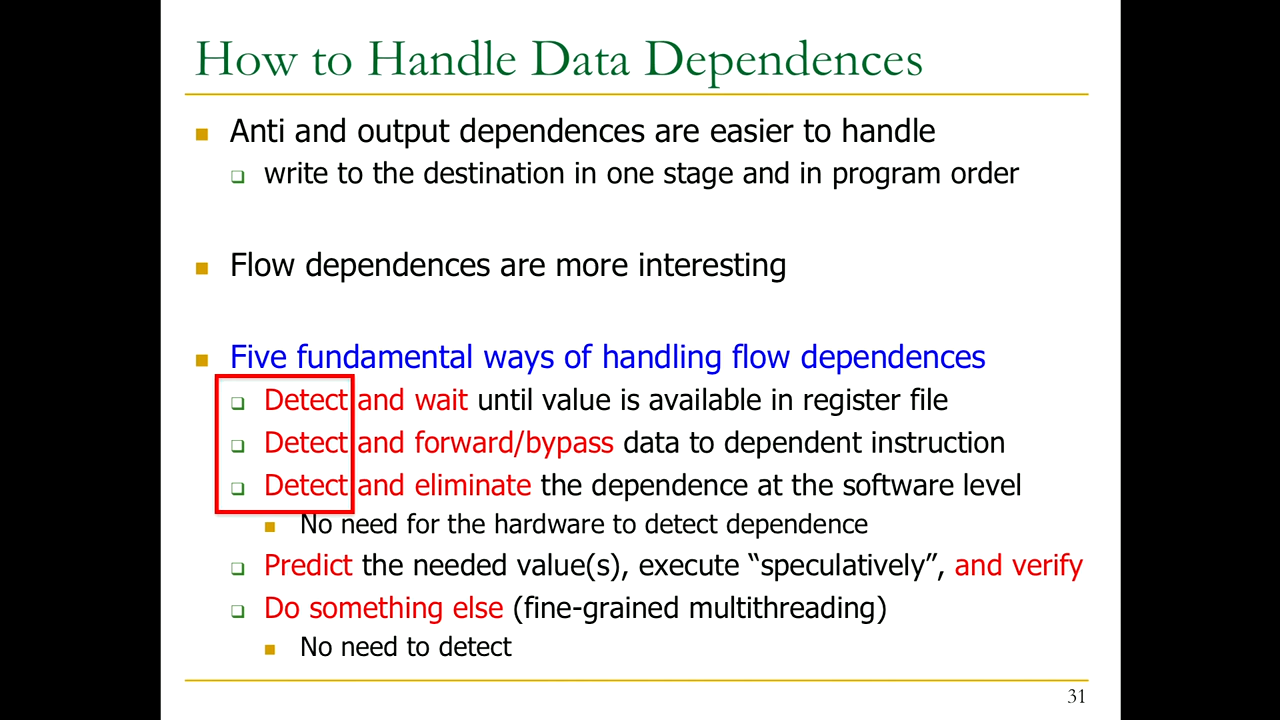 How to Handle Data Dependences
Anti and output dependences are easier to handle
write to the destination in one stage and in program order
Flow dependences are more interesting
Five fundamental ways of handling flow dependences
Detect and wait until value is available in register file
Detect and forward/bypass data to dependent instruction
Detect and eliminate the dependence at the software level
No need for the hardware to detect dependence
Predict the needed value(s), execute “speculatively”, and verify
Do something else (fine-grained multithreading)
No need to detect
31